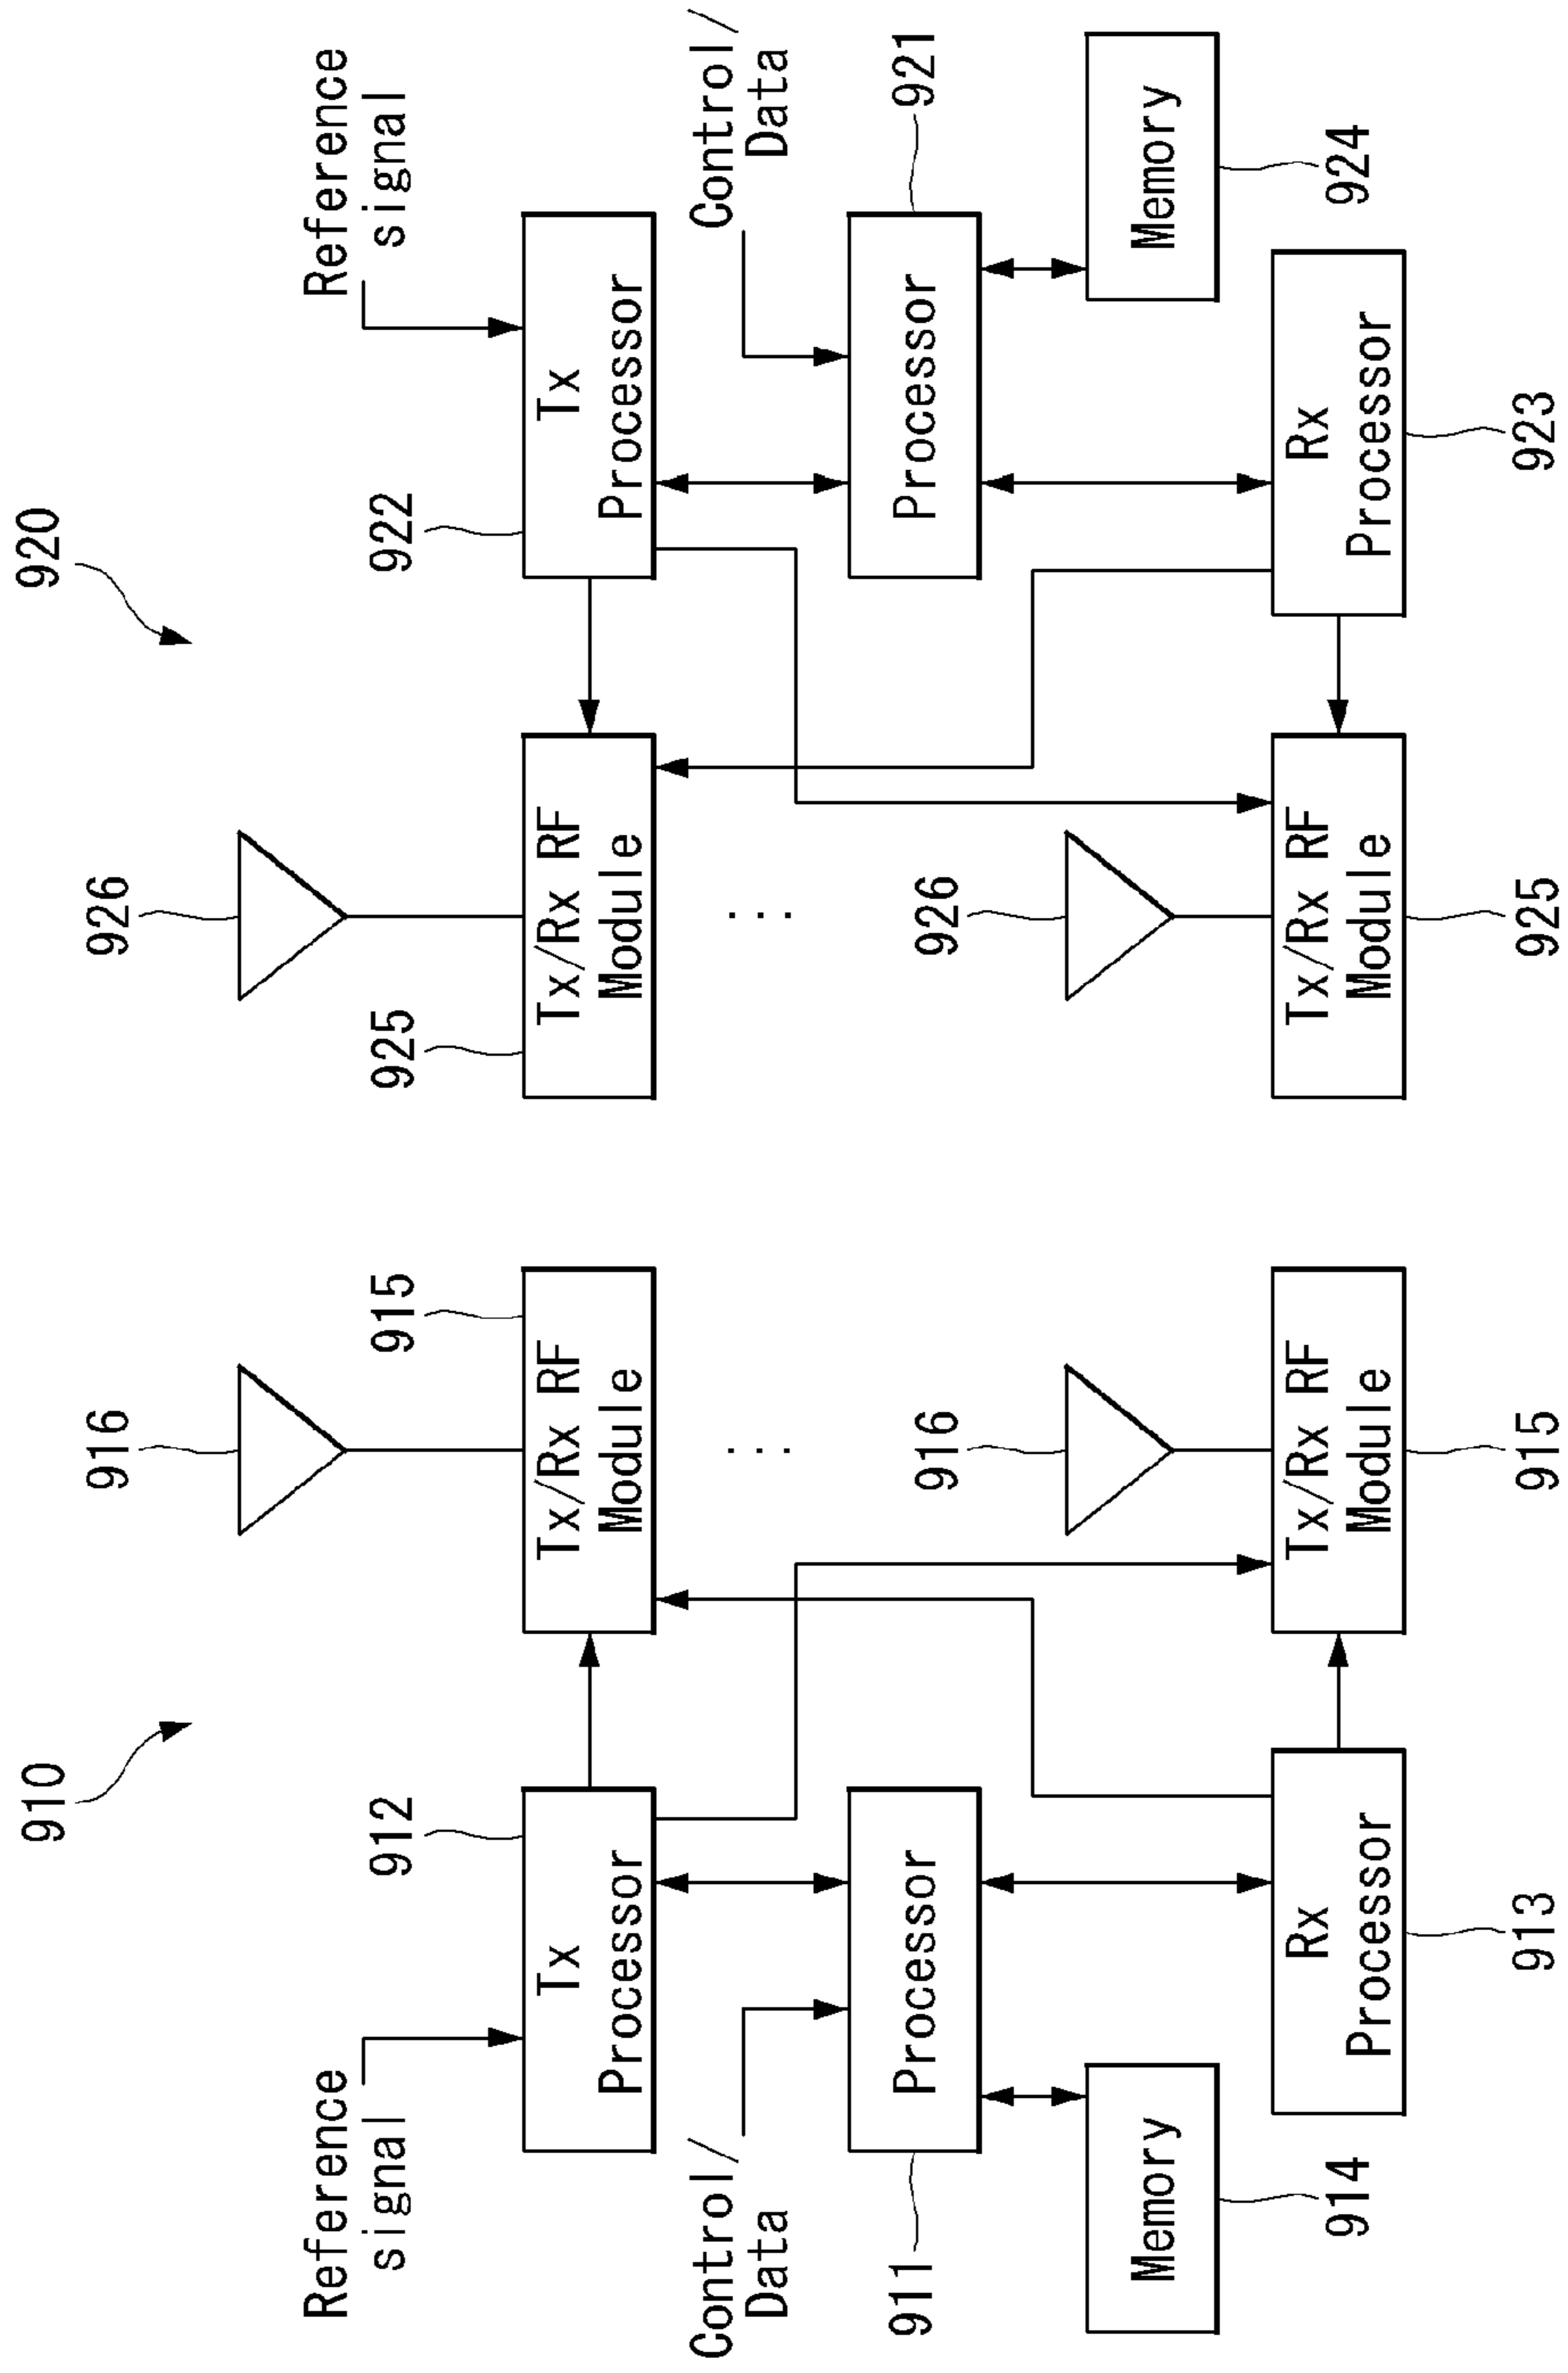 910
920
916
926
Reference
signal
912
915
925
922
Reference
signal
Tx
Processor
Tx/Rx RF
Module
Tx/Rx RF
Module
Tx
Processor
Control/
Data
...
...
Control/
Data
911
Processor
916
926
Processor
921
Memory
914
Memory
924
Rx
Processor
Tx/Rx RF
Module
Tx/Rx RF
Module
Rx
Processor
913
915
925
923